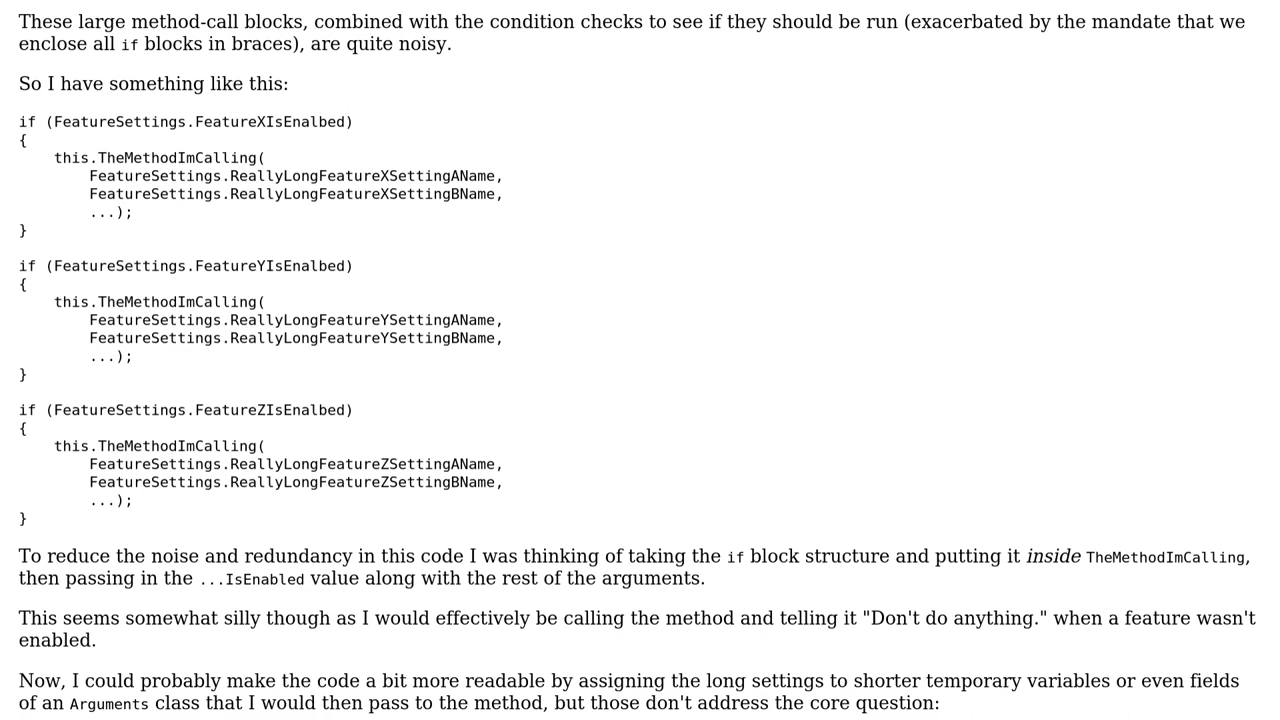 These large method-call blocks, combined with the condition checks to see if they should be run (exacerbated by the mandate that we
enclose all if blocks in braces), are quite noisy.
So I have something like this:
if (FeatureSettings.FeatureXIsEnalbed)
{
    this.TheMethodImCalling(
        FeatureSettings.ReallyLongFeatureXSettingAName,
        FeatureSettings.ReallyLongFeatureXSettingBName,
        ...);
}
if (FeatureSettings.FeatureYIsEnalbed)
{
    this.TheMethodImCalling(
        FeatureSettings.ReallyLongFeatureYSettingAName,
        FeatureSettings.ReallyLongFeatureYSettingBName,
        ...);
}
if (FeatureSettings.FeatureZIsEnalbed)
{
    this.TheMethodImCalling(
        FeatureSettings.ReallyLongFeatureZSettingAName,
        FeatureSettings.ReallyLongFeatureZSettingBName,
        ...);
}
To reduce the noise and redundancy in this code I was thinking of taking the if block structure and putting it inside TheMethodImCalling,
then passing in the ...IsEnabled value along with the rest of the arguments.
This seems somewhat silly though as I would effectively be calling the method and telling it "Don't do anything." when a feature wasn't
enabled.
Now, I could probably make the code a bit more readable by assigning the long settings to shorter temporary variables or even fields
of an Arguments class that I would then pass to the method, but those don't address the core question: